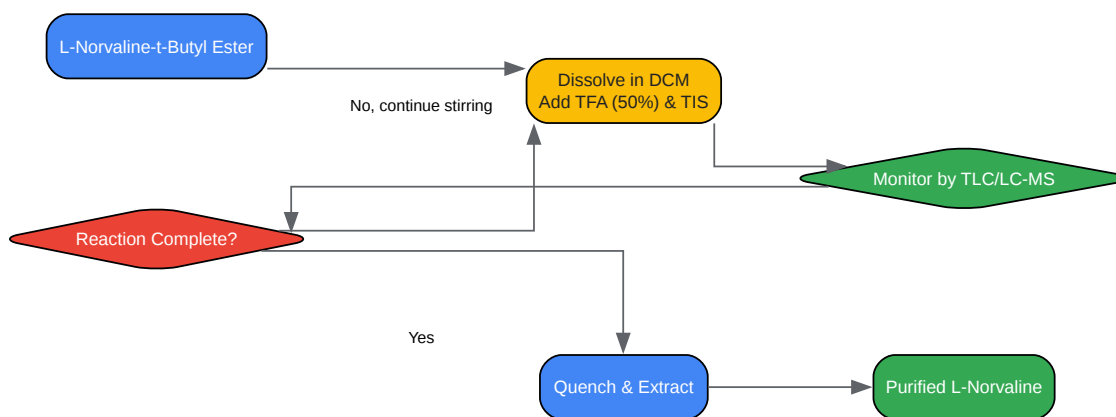 L-Norvaline-t-Butyl Ester
Dissolve in DCM
Add TFA (50%) & TIS
No, continue stirring
Monitor by TLC/LC-MS
Reaction Complete?
Yes
Quench & Extract
Purified L-Norvaline